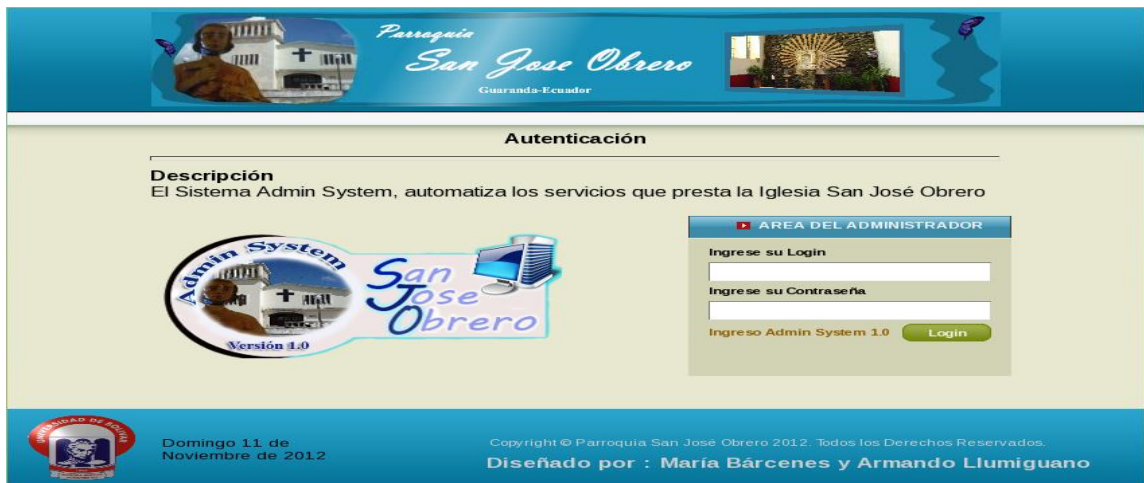 Parroquia
San Jose Obrero
Guaranda-Ecuador
Autenticación
Descripción
El Sistema Admin System, automatiza los servicios que presta la Iglesia San José Obrero
Admin System
Versión 1.0
San
Jose
Obrero
AREA DEL ADMINISTRADOR
Ingrese su Login
Ingrese su Contraseña
Ingreso Admin System 1.0 Login
UNIVERSIDAD DE BOLIVAR
Domingo 11 de
Noviembre de 2012
Copyright © Parroquia San José Obrero 2012. Todos los Derechos Reservados.
Diseñado por : María Bárcenes y Armando Llumiguano